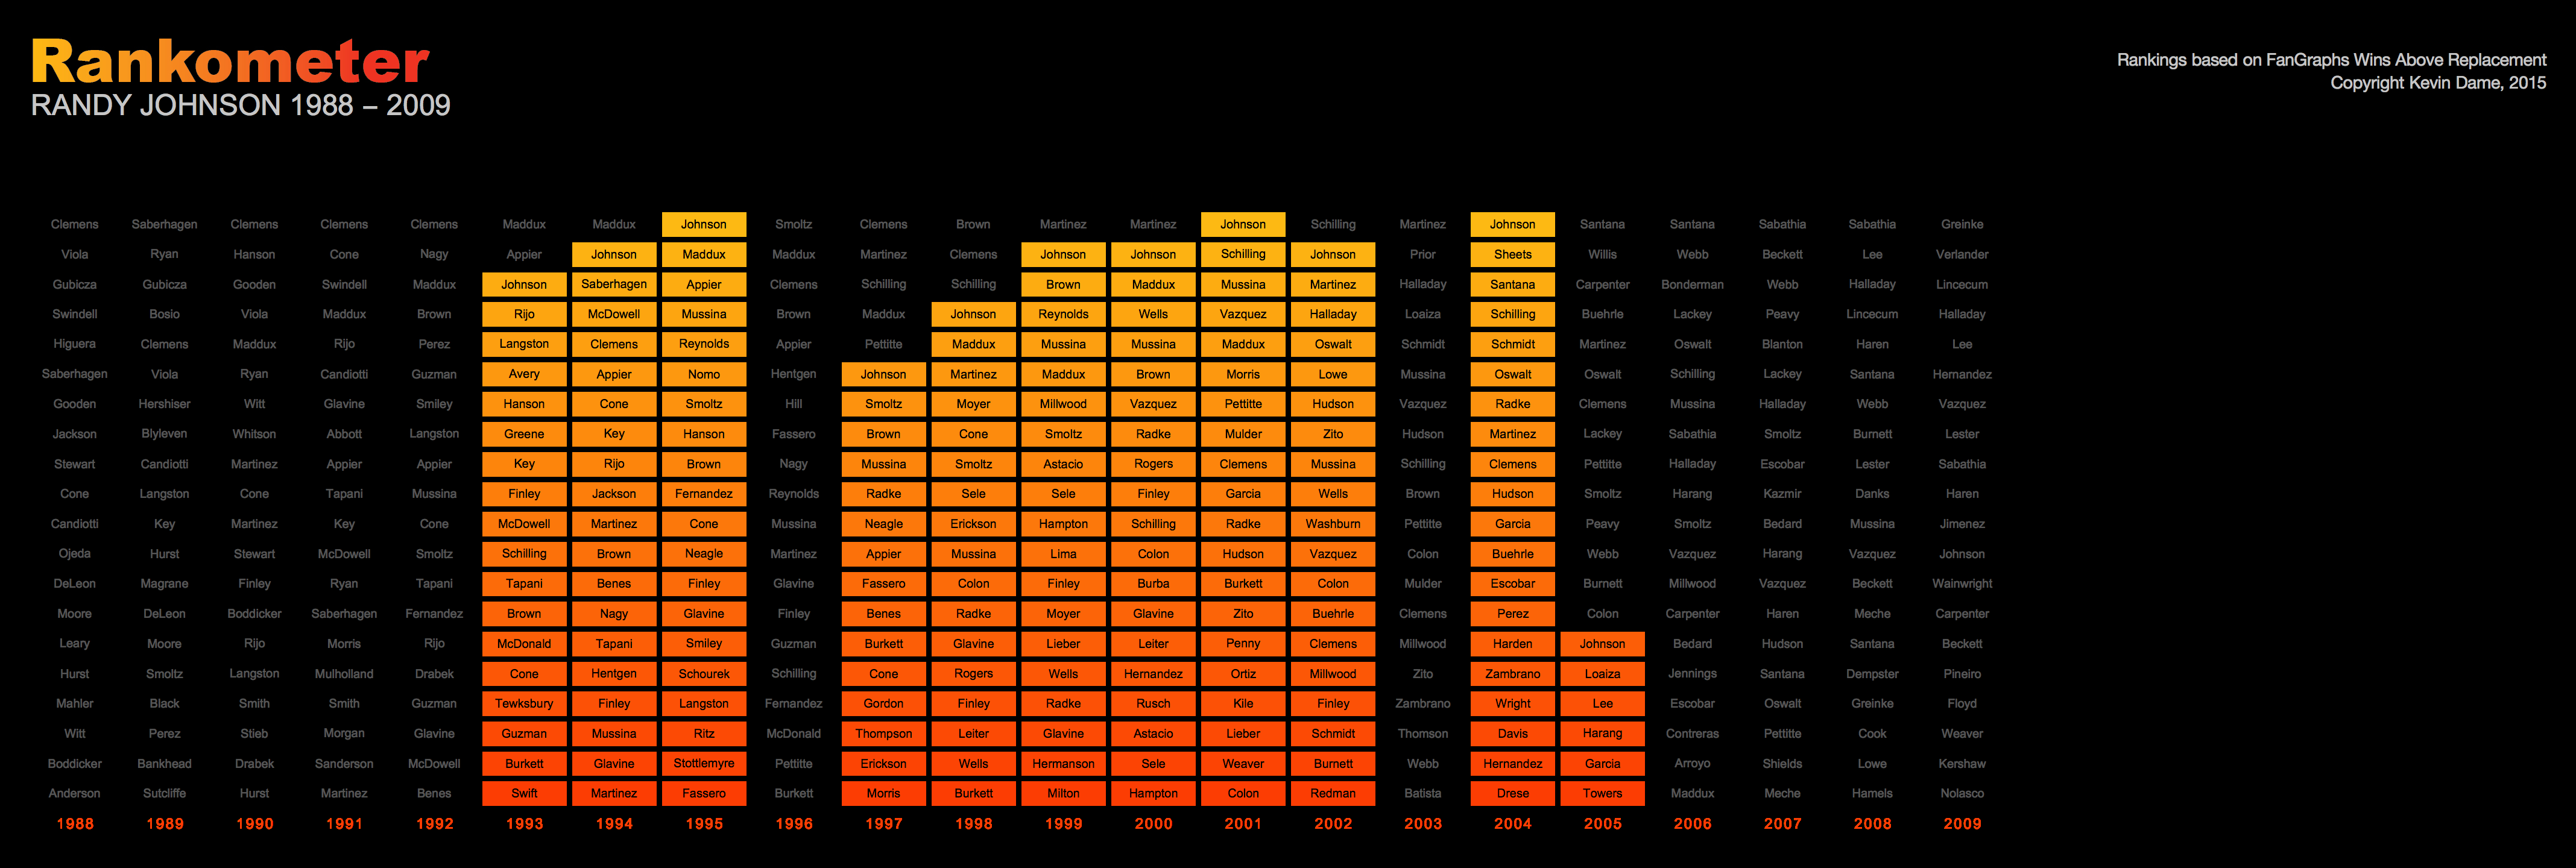 Rankometer
RANDY JOHNSON 1988 – 2009
Rankings based on FanGraphs Wins Above Replacement
Copyright Kevin Dame, 2015
Clemens Saberhagen Clemens Clemens Clemens Maddux Maddux Johnson Smoltz Clemens Brown Martinez Martinez Johnson Schilling Martinez Johnson Santana Santana Sabathia Sabathia Greinke
Viola Ryan Hanson Cone Nagy Appier Johnson Maddux Maddux Martinez Clemens Johnson Johnson Schilling Johnson Prior Sheets Willis Webb Beckett Lee Verlander
Gubicza Gubicza Gooden Swindell Maddux Johnson Saberhagen Appier Clemens Schilling Schilling Brown Maddux Mussina Martinez Halladay Santana Carpenter Bonderman Webb Halladay Lincecum
Swindell Bosio Viola Maddux Brown Rijo McDowell Mussina Brown Maddux Johnson Reynolds Wells Vazquez Halladay Loaiza Schilling Buehrle Lackey Peavy Lincecum Halladay
Higuera Clemens Maddux Rijo Perez Langston Clemens Reynolds Appier Pettitte Maddux Mussina Mussina Maddux Oswalt Schmidt Schmidt Martinez Oswalt Blanton Haren Lee
Saberhagen Viola Ryan Candiotti Guzman Avery Appier Nomo Hentgen Johnson Martinez Maddux Brown Morris Lowe Mussina Oswalt Oswalt Schilling Lackey Santana Hernandez
Gooden Hershiser Witt Glavine Smiley Hanson Cone Smoltz Hill Smoltz Moyer Millwood Vazquez Pettitte Hudson Vazquez Radke Clemens Mussina Halladay Webb Vazquez
Jackson Blyleven Whitson Abbott Langston Greene Key Hanson Fassero Brown Cone Smoltz Radke Mulder Zito Hudson Martinez Lackey Sabathia Smoltz Burnett Lester
Stewart Candiotti Martinez Appier Appier Key Rijo Brown Nagy Mussina Smoltz Astacio Rogers Clemens Mussina Schilling Clemens Pettitte Halladay Escobar Lester Sabathia
Cone Langston Cone Tapani Mussina Finley Jackson Fernandez Reynolds Radke Sele Sele Finley Garcia Wells Brown Hudson Smoltz Harang Kazmir Danks Haren
Candiotti Key Martinez Key Cone McDowell Martinez Cone Mussina Neagle Erickson Hampton Schilling Radke Washburn Pettitte Garcia Peavy Smoltz Bedard Mussina Jimenez
Ojeda Hurst Stewart McDowell Smoltz Schilling Brown Neagle Martinez Appier Mussina Lima Colon Hudson Vazquez Colon Buehrle Webb Vazquez Harang Vazquez Johnson
DeLeon Magrane Finley Ryan Tapani Tapani Benes Finley Glavine Fassero Colon Finley Burba Burkett Colon Mulder Escobar Burnett Millwood Vazquez Beckett Wainwright
Moore DeLeon Boddicker Saberhagen Fernandez Brown Nagy Glavine Finley Benes Radke Moyer Glavine Zito Buehrle Clemens Perez Colon Carpenter Haren Meche Carpenter
Leary Moore Rijo Morris Rijo McDonald Tapani Smiley Guzman Burkett Glavine Lieber Leiter Penny Clemens Millwood Harden Johnson Bedard Hudson Santana Beckett
Hurst Smoltz Langston Mulholland Drabek Cone Hentgen Schourek Schilling Cone Rogers Wells Hernandez Ortiz Millwood Zito Zambrano Loaiza Jennings Santana Dempster Pineiro
Mahler Black Smith Smith Guzman Tewksbury Finley Langston Fernandez Gordon Finley Radke Rusch Kile Finley Zambrano Wright Lee Escobar Oswalt Greinke Floyd
Witt Perez Stieb Morgan Glavine Guzman Mussina Ritz McDonald Thompson Leiter Glavine Astacio Lieber Schmidt Thomson Davis Harang Contreras Pettitte Cook Weaver
Boddicker Bankhead Drabek Sanderson McDowell Burkett Glavine Stottlemyre Pettitte Erickson Wells Hermanson Sele Weaver Burnett Webb Hernandez Garcia Arroyo Shields Lowe Kershaw
Anderson Sutcliffe Hurst Martinez Benes Swift Martinez Fassero Burkett Morris Burkett Milton Hampton Colon Redman Batista Drese Towers Maddux Meche Hamels Nolasco
1988 1989 1990 1991 1992 1993 1994 1995 1996 1997 1998 1999 2000 2001 2002 2003 2004 2005 2006 2007 2008 2009